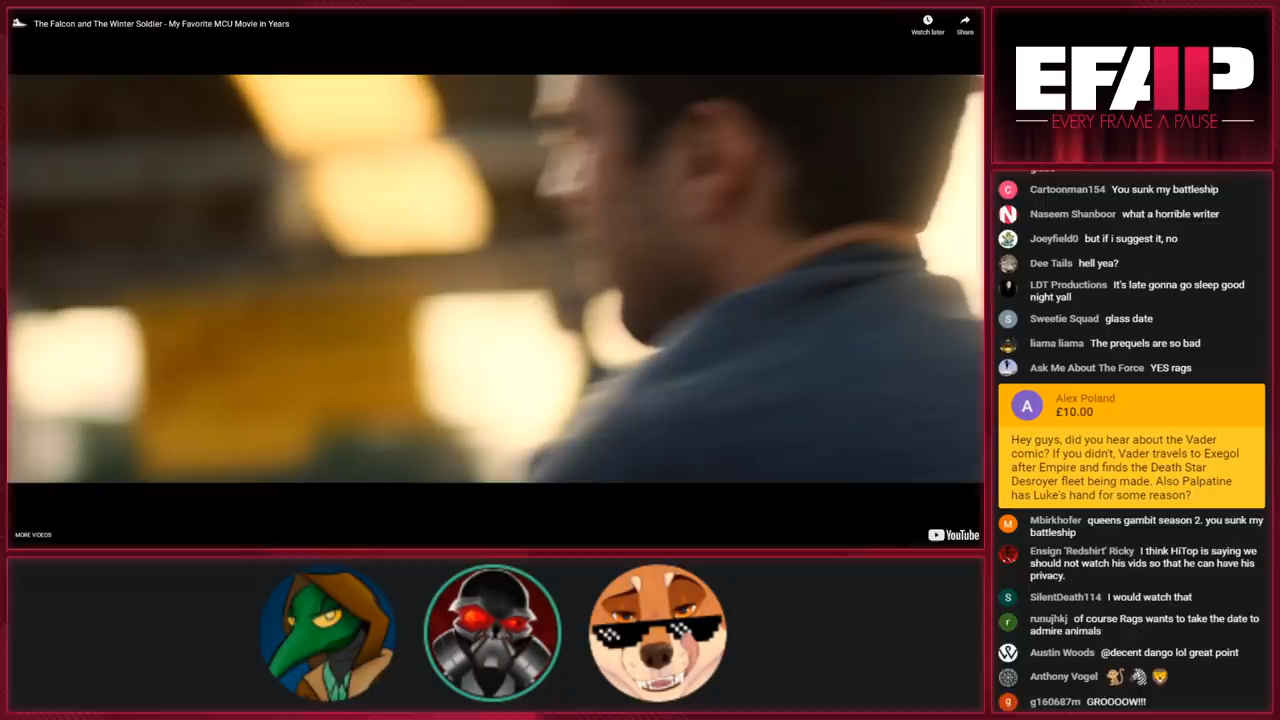 The Falcon and The Winter Soldier - My Favorite MCU Movie in Years
Watch later
Share
MORE VIDEOS
YouTube
EFAP
EVERY FRAME A PAUSE
Cartoonman154 You sunk my battleship
Naseem Shanboor what a horrible writer
Joeyfield0 but if i suggest it, no
Dee Tails hell yea?
LDT Productions It's late gonna go sleep good
night yall
S
Sweetie Squad glass date
liama liama The prequels are so bad
Ask Me About The Force YES rags
A
Alex Poland
£10.00
Hey guys, did you hear about the Vader
comic? If you didn't, Vader travels to Exegol
after Empire and finds the Death Star
Desroyer fleet being made. Also Palpatine
has Luke's hand for some reason?
Mbirkhofer queens gambit season 2. you sunk my
battleship
Ensign 'Redshirt' Ricky I think HiTop is saying we
should not watch his vids so that he can have his
privacy.
S
SilentDeath114 I would watch that
r
runujhkj of course Rags wants to take the date to
admire animals
Austin Woods @decent dango lol great point
Anthony Vogel
g
g160687m GROOOOW!!!